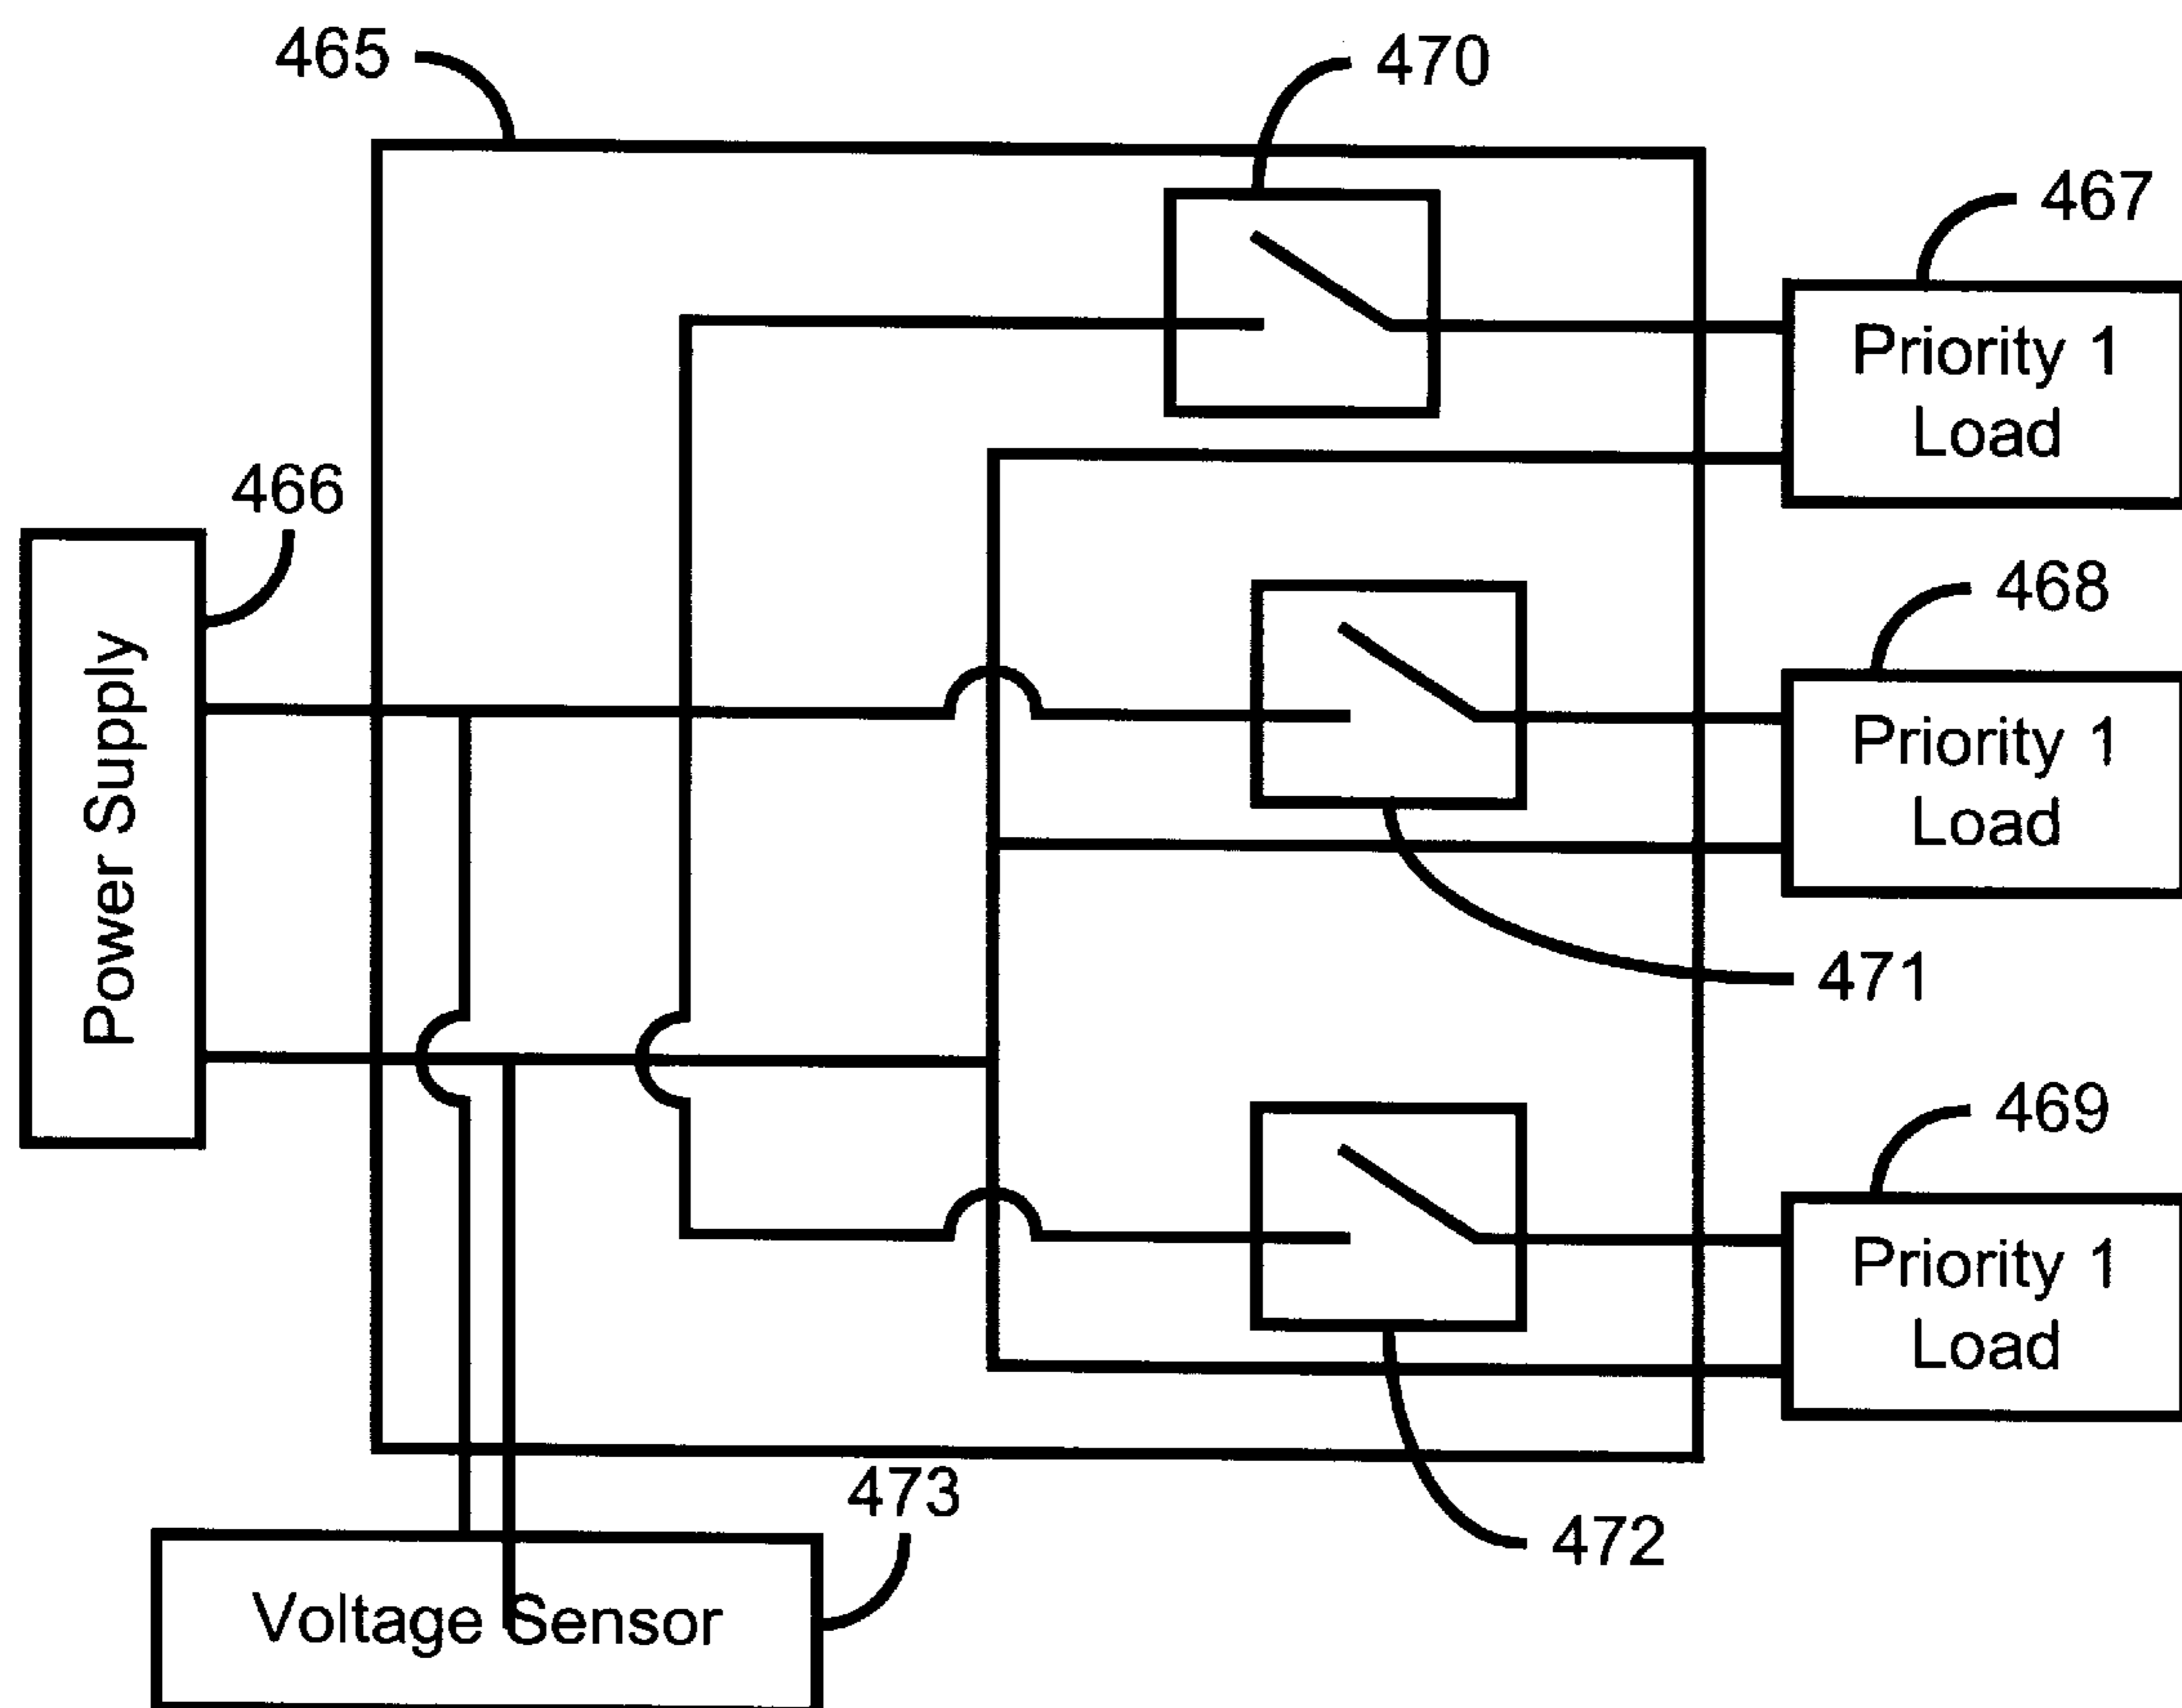 465
470
467
Priority 1
Load
466
Power Supply
468
Priority 1
Load
471
469
Priority 1
Load
473
472
Voltage Sensor